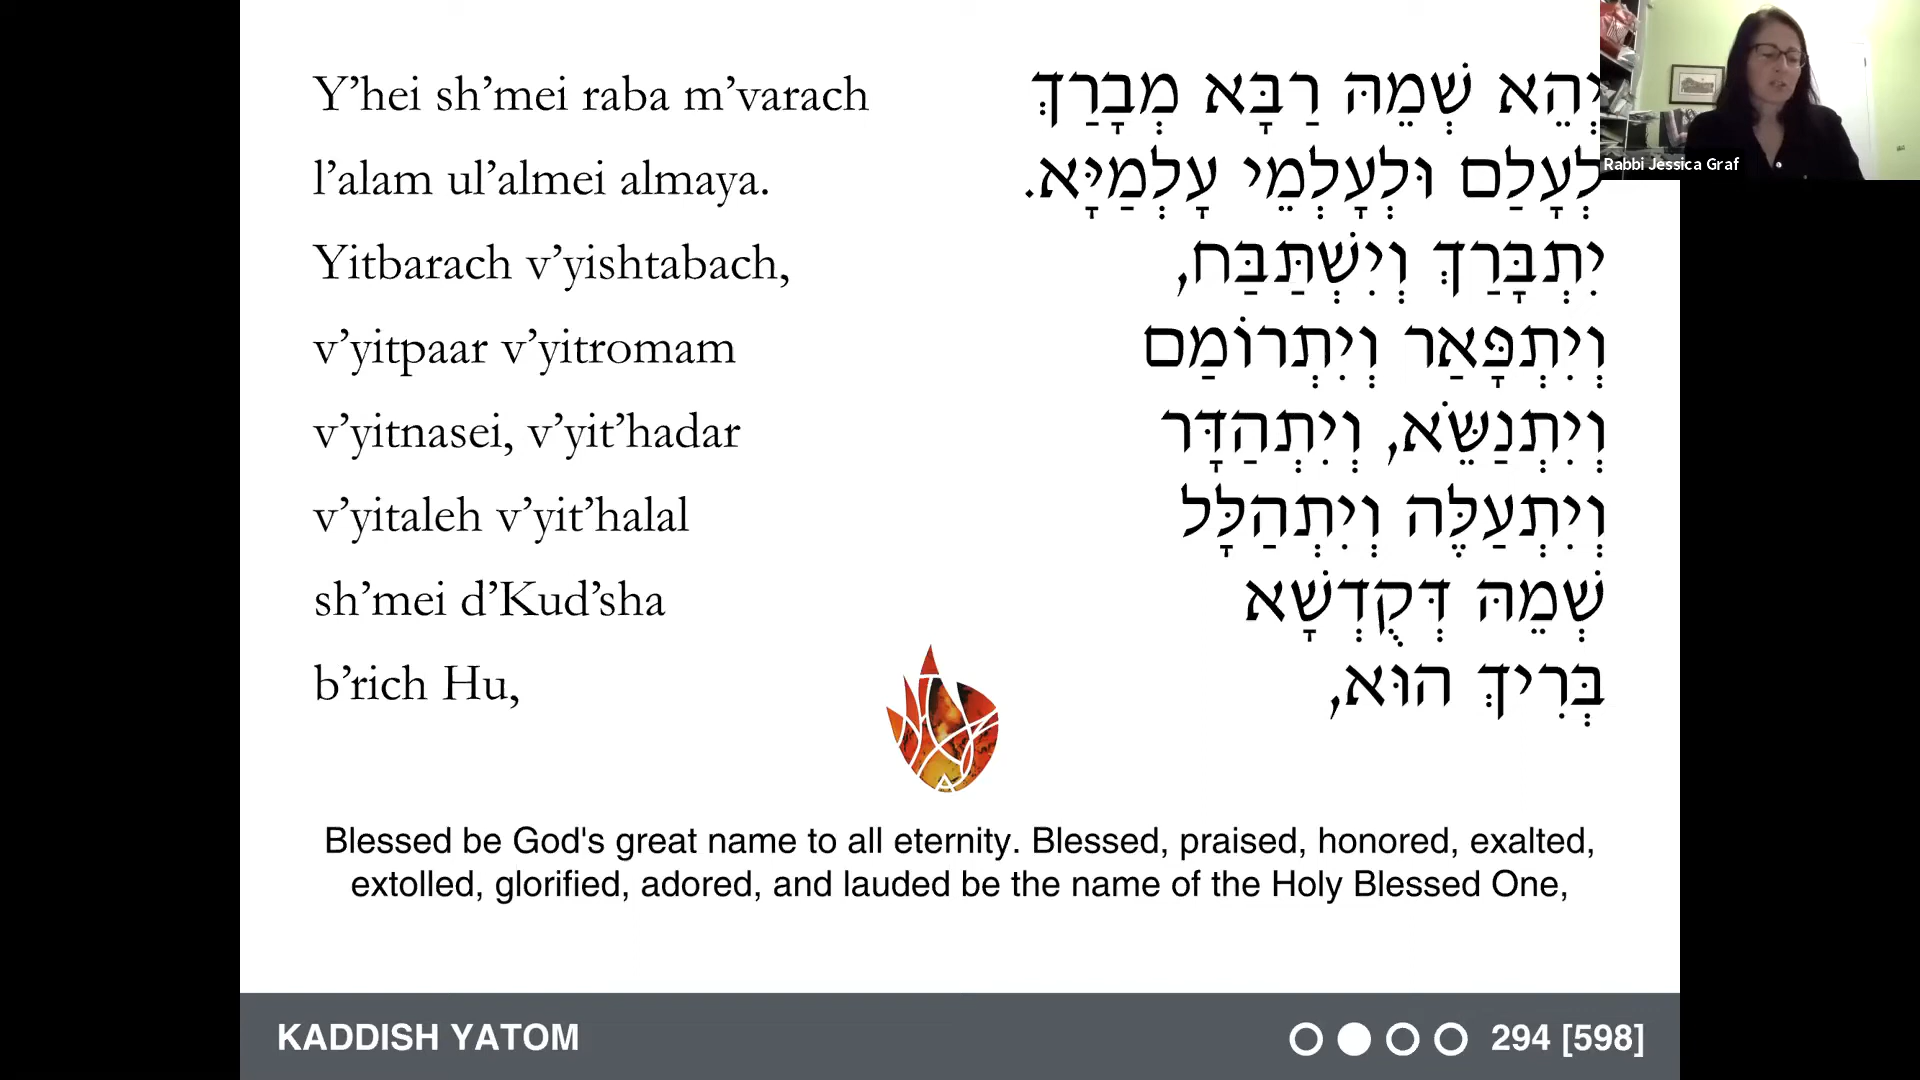 Y’hei sh’mei raba m’varach
l’alam ul’almei almaya.
Yitbarach v’yishtabach,
v’yitpaar v’yitromam
v’yitnasei, v’yit’hadar
v’yitaleh v’yit’halal
sh’mei d’Kud’sha
b’rich Hu,
יְהֵא שְׁמֵהּ רַבָּא מְבָרַךְ
לְעָלַם וּלְעָלְמֵי עָלְמַיָּא.
יִתְבָּרַךְ וְיִשְׁתַּבַּח,
וְיִתְפָּאַר וְיִתְרוֹמַם
וְיִתְנַשֵּׂא, וְיִתְהַדָּר
וְיִתְעַלֶּה וְיִתְהַלָּל
שְׁמֵהּ דְּקֻדְשָׁא
בְּרִיךְ הוּא,
Rabbi Jessica Graf
Blessed be God's great name to all eternity. Blessed, praised, honored, exalted,
extolled, glorified, adored, and lauded be the name of the Holy Blessed One,
KADDISH YATOM
294 [598]